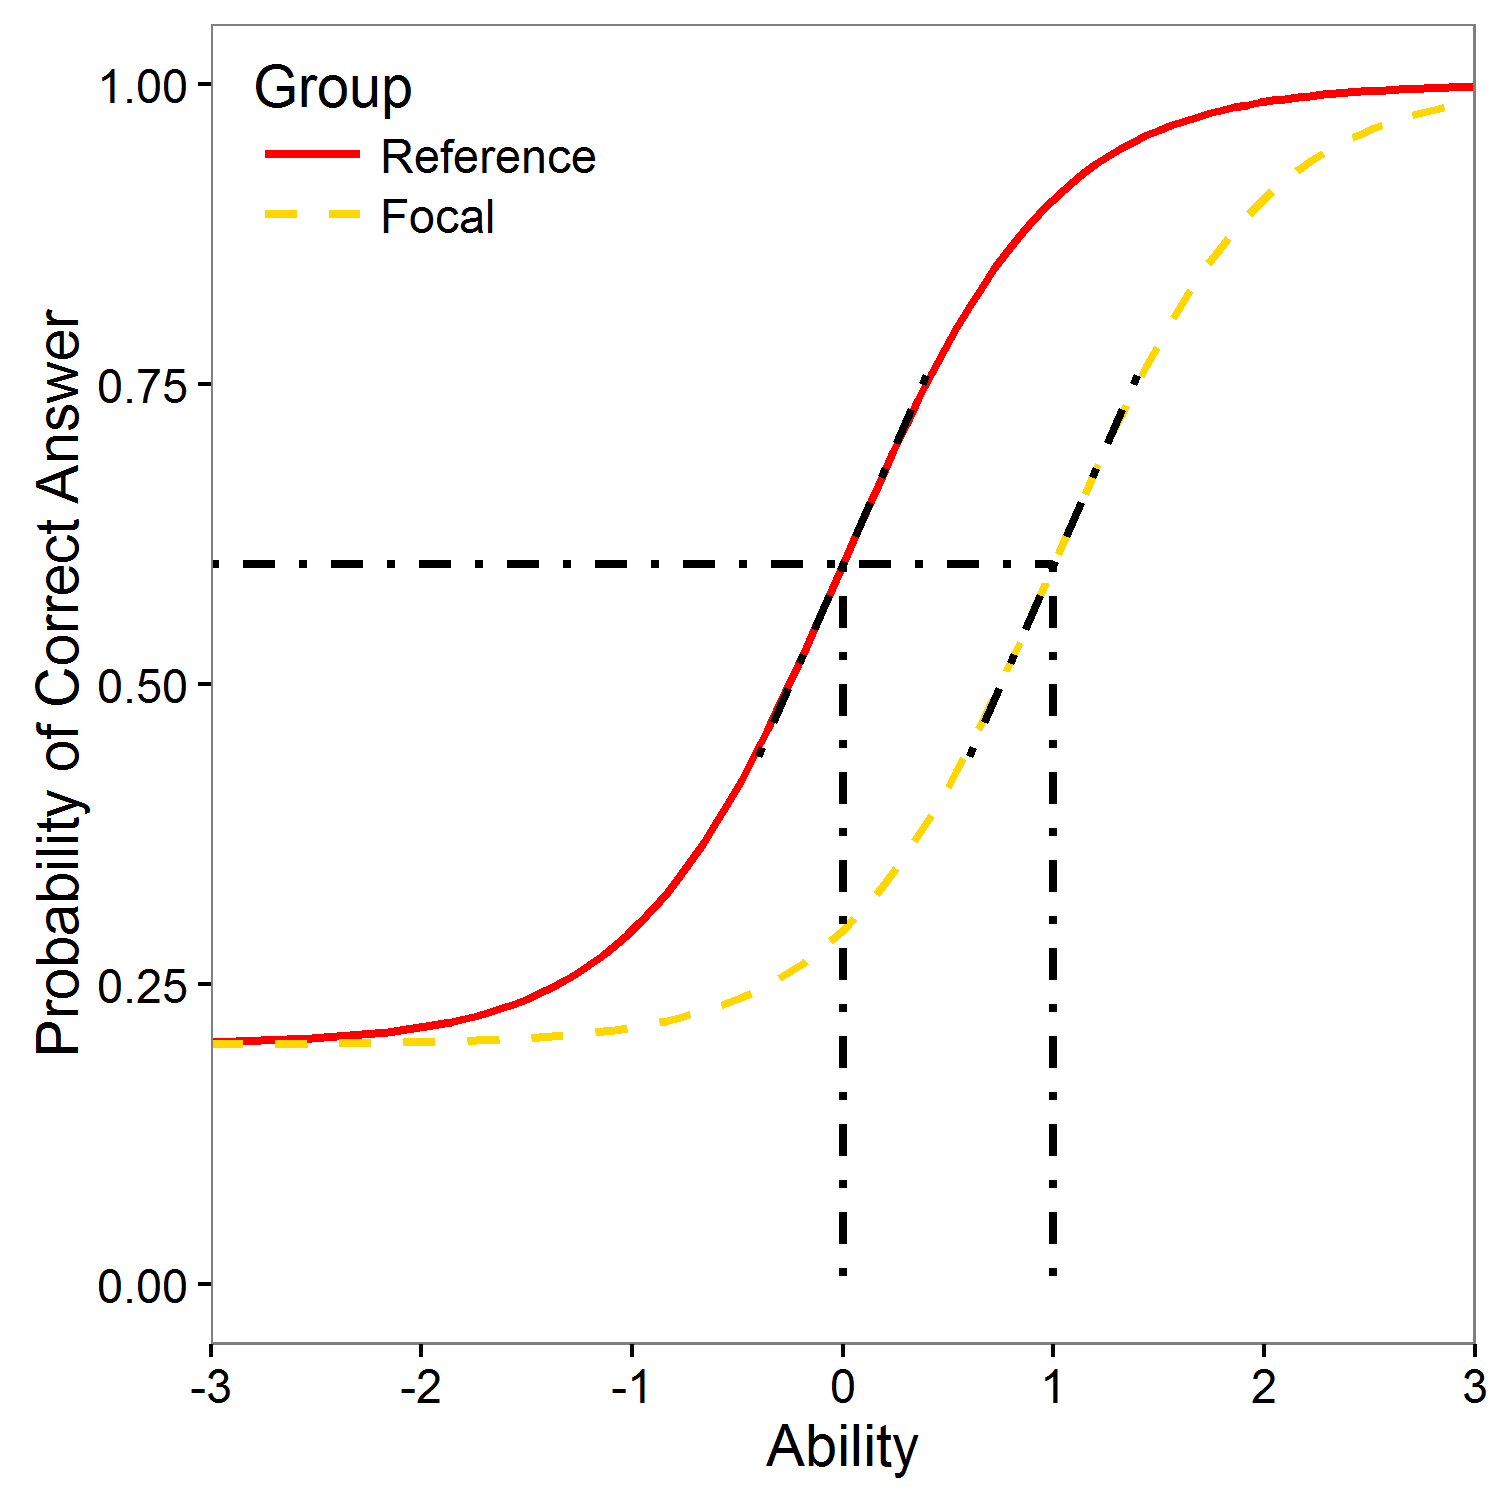 Group
Reference
Focal
1.00
0.75
0.50
0.25
0.00
Probability of Correct Answer
-3 -2 -1 0 1 2 3
Ability